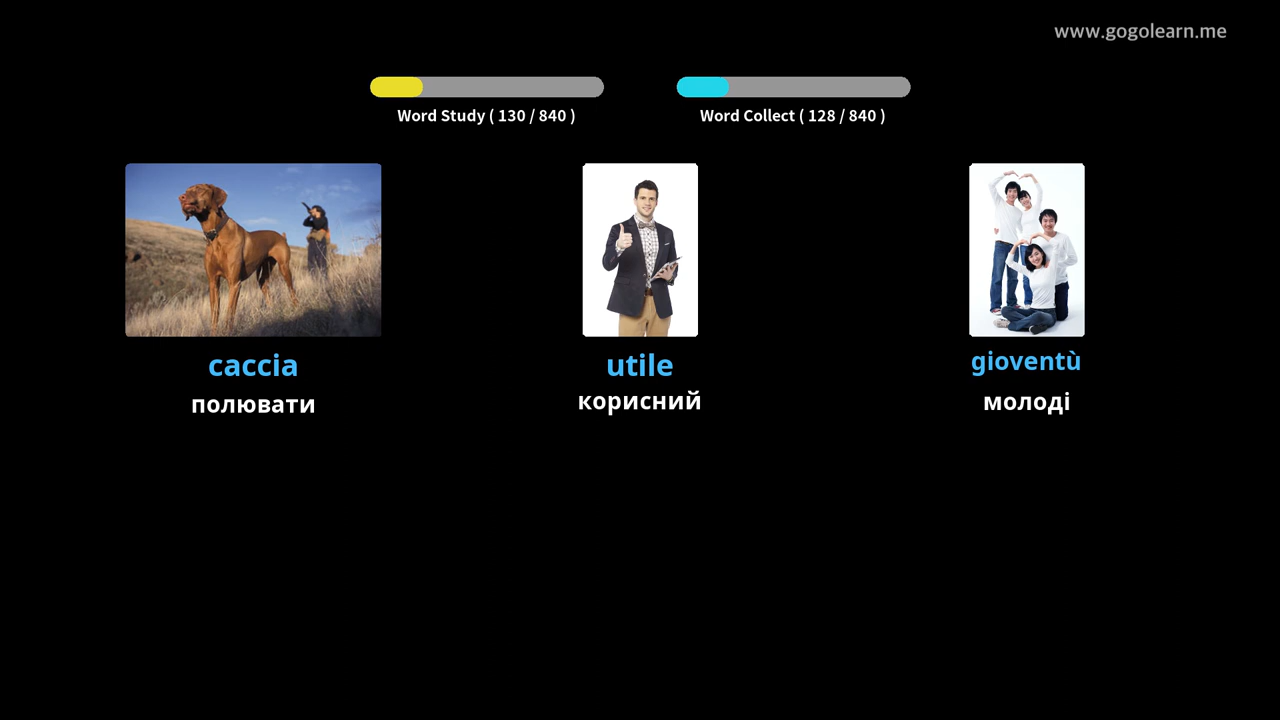 www.gogolearn.me
Word Study ( 130 / 840 )
Word Collect ( 128 / 840 )
caccia
utile
gioventù
полювати
корисний
молоді